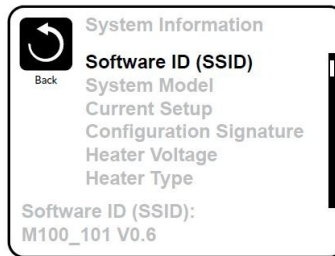 System Information
Back
Software ID (SSID)
System Model
Current Setup
Configuration Signature
Heater Voltage
Heater Type
Software ID (SSID):
M100_101 V0.6